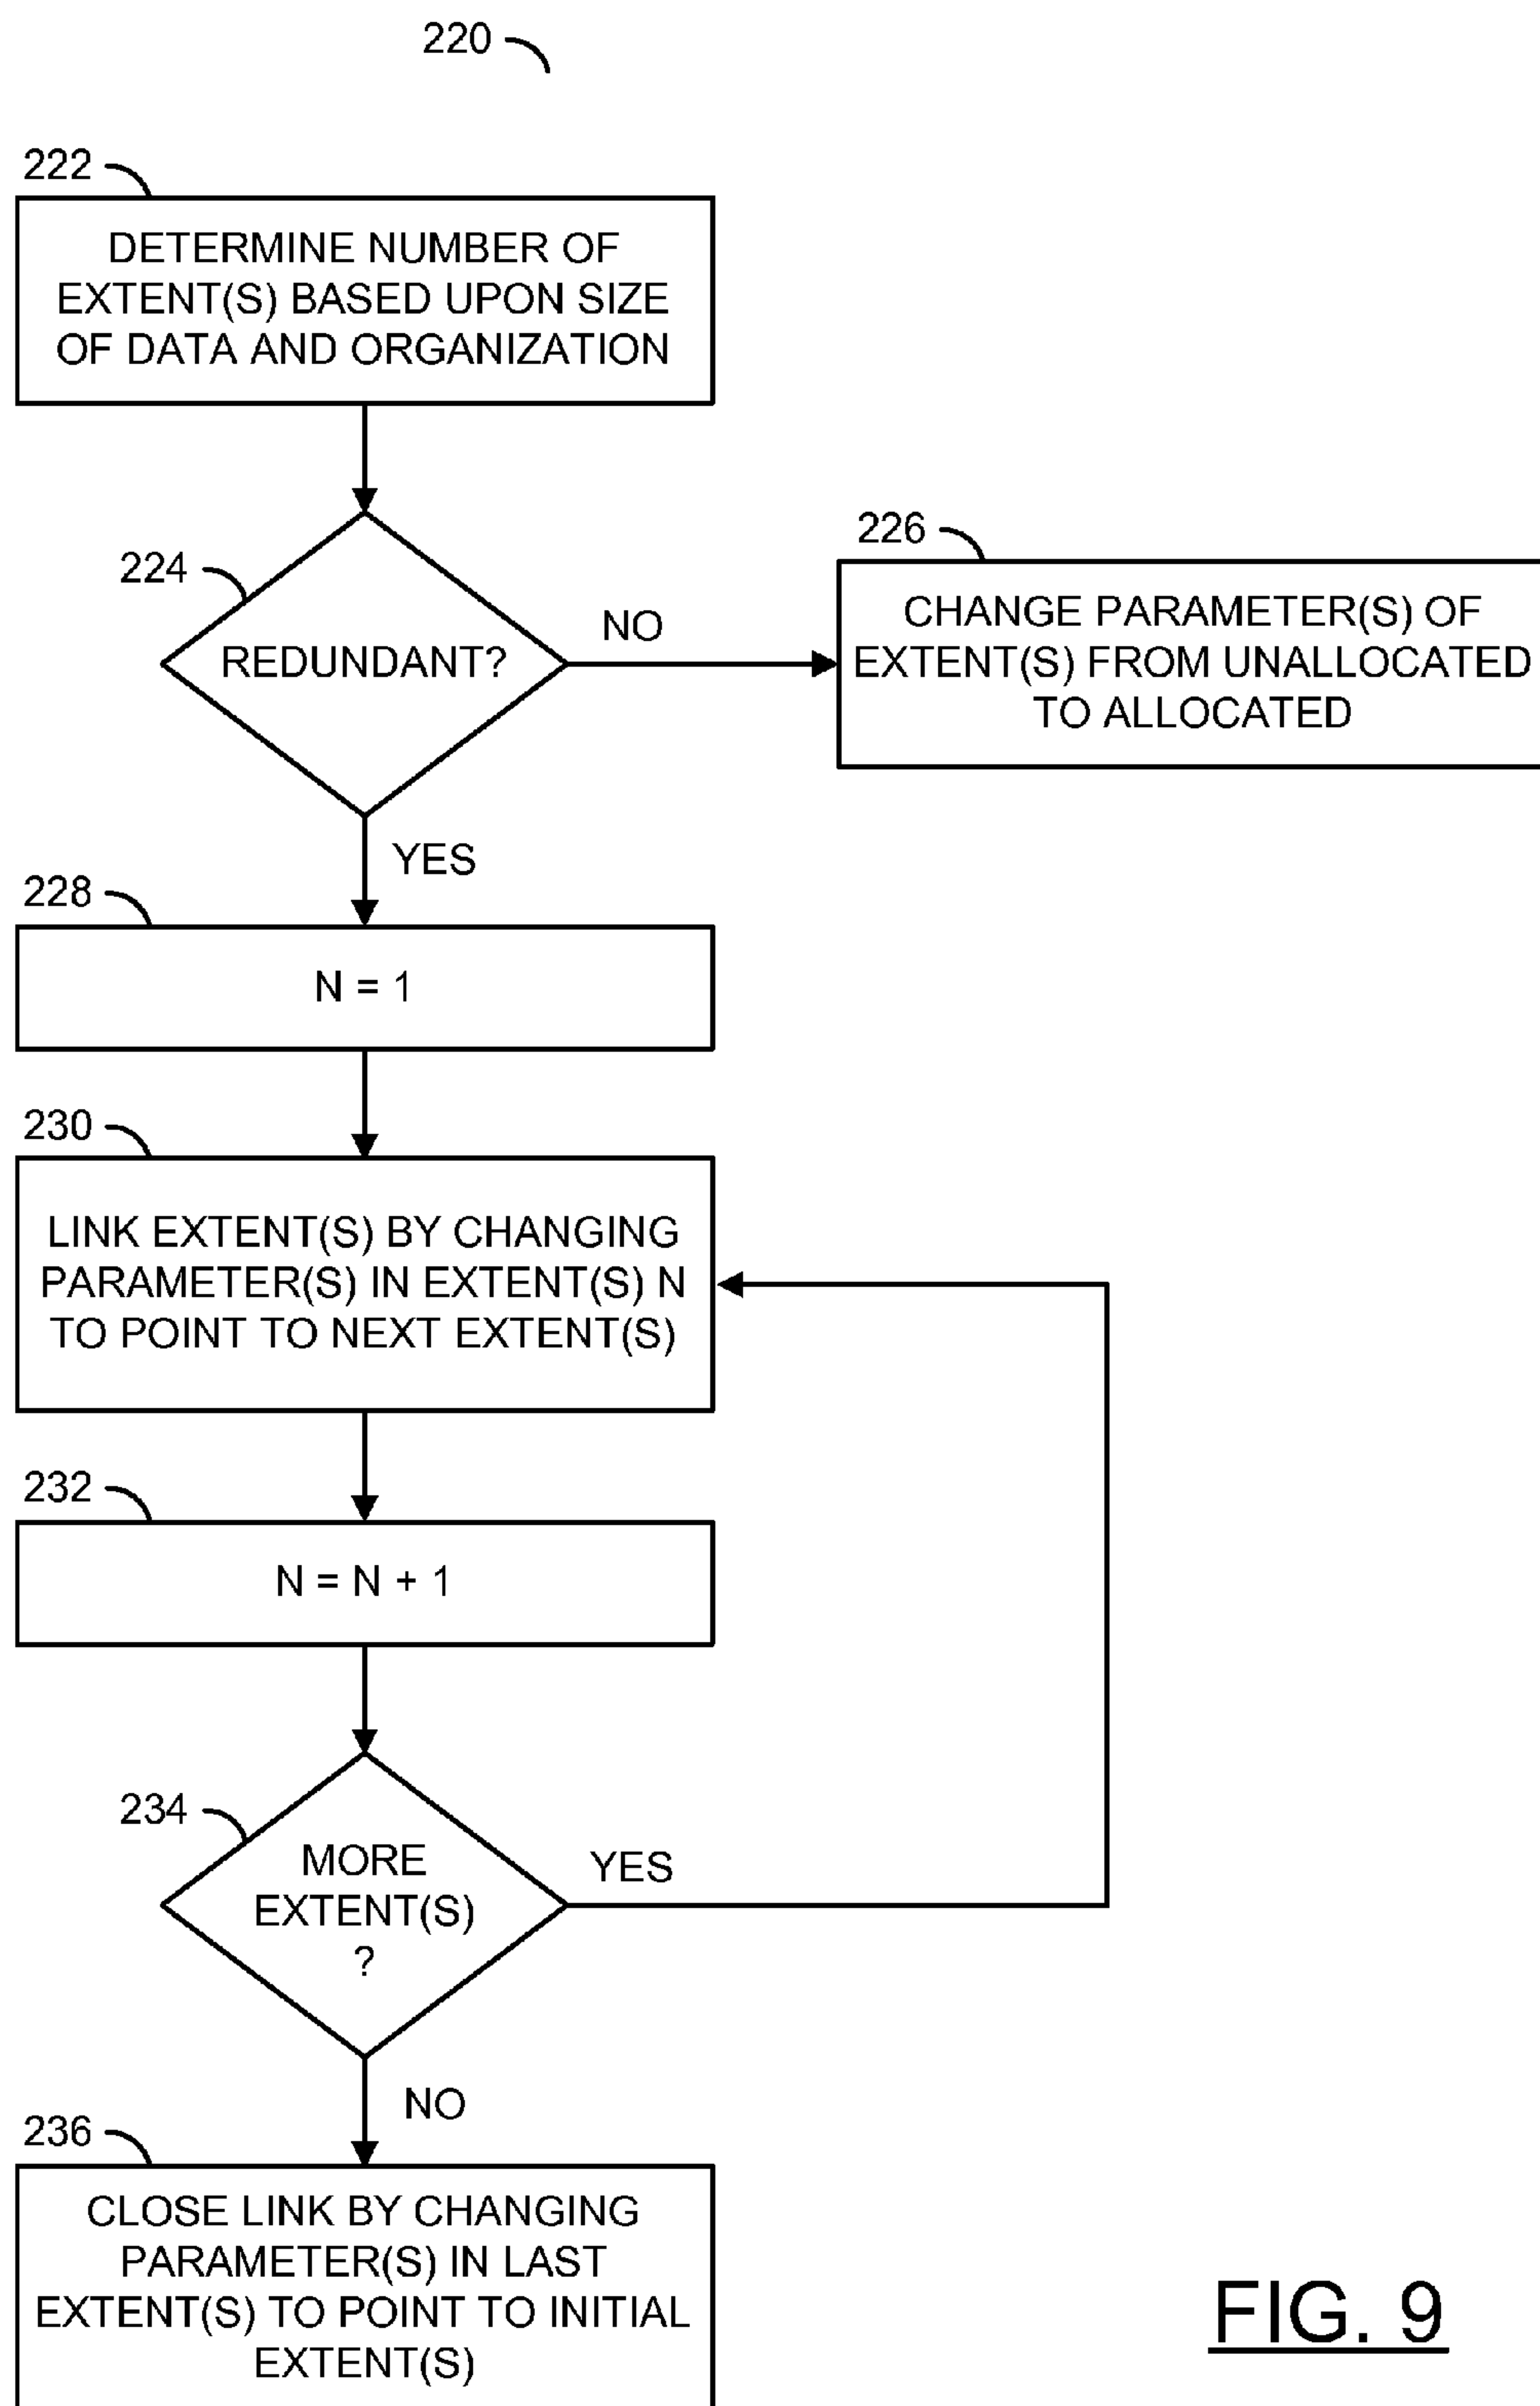 220
222
DETERMINE NUMBER OF
EXTENT(S) BASED UPON SIZE
OF DATA AND ORGANIZATION
224
REDUNDANT?
NO
226
CHANGE PARAMETER(S) OF
EXTENT(S) FROM UNALLOCATED
TO ALLOCATED
YES
228
N = 1
230
LINK EXTENT(S) BY CHANGING
PARAMETER(S) IN EXTENT(S) N
TO POINT TO NEXT EXTENT(S)
232
N = N + 1
234
MORE
EXTENT(S)
?
YES
NO
236
CLOSE LINK BY CHANGING
PARAMETER(S) IN LAST
EXTENT(S) TO POINT TO INITIAL
EXTENT(S)
FIG. 9